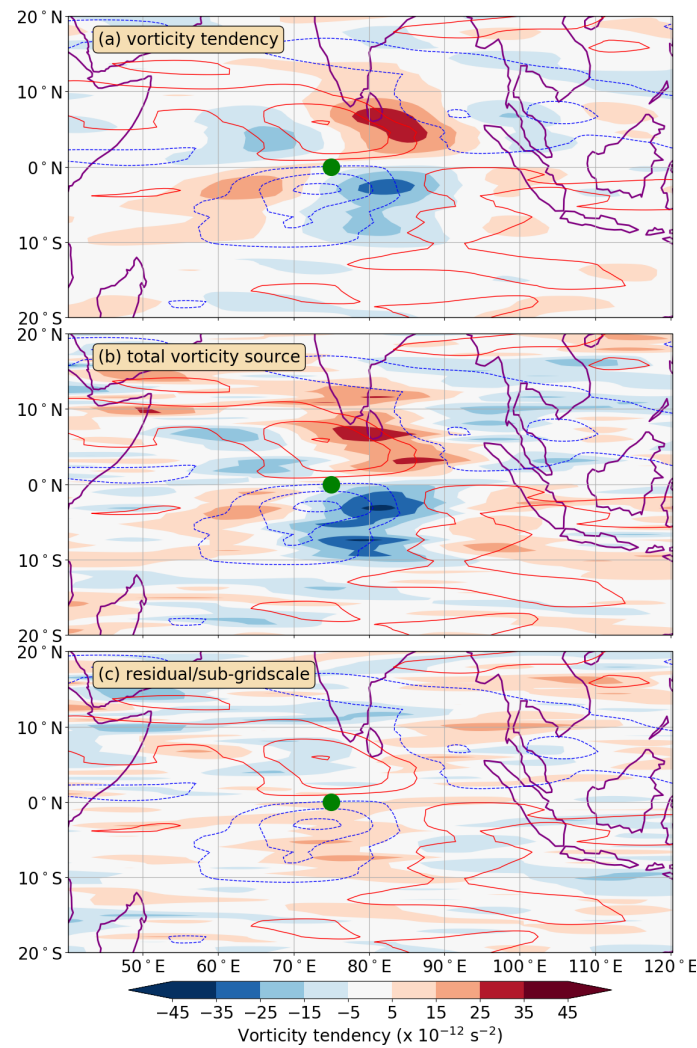 20°N
(a) vorticity tendency
10°N
0°N
10°S
20°S
20°N
(b) total vorticity source
10°N
0°N
10°S
20°S
20°N
(c) residual/sub-gridscale
10°N
0°N
10°S
20°S
50°E 60°E 70°E 80°E 90°E 100°E 110°E 120°E
−45 −35 −25 −15 −5 5 15 25 35 45
Vorticity tendency (x 10⁻¹² s⁻²)